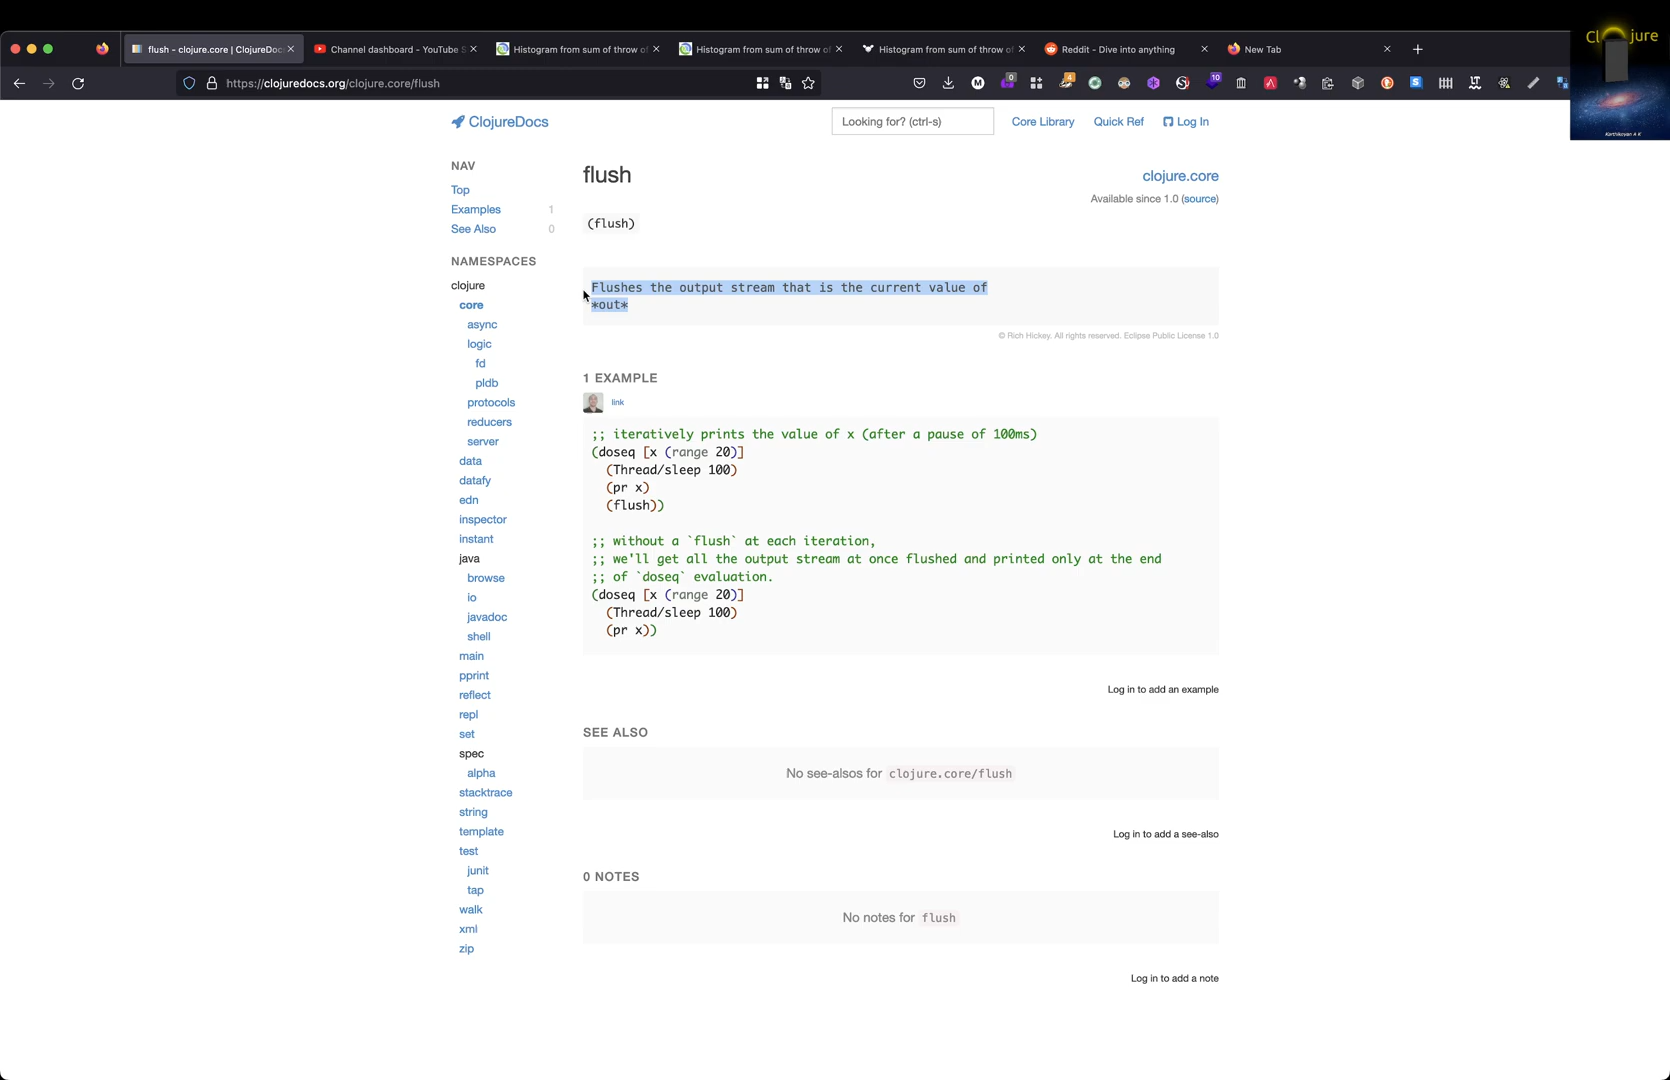 flush - clojure.core | ClojureDoc
Channel dashboard - YouTube S
Histogram from sum of throw of
Histogram from sum of throw of
Histogram from sum of throw of
Reddit - Dive into anything
New Tab
https://clojuredocs.org/clojure.core/flush
0
4
10
Clojure
Karthikeyan A K
ClojureDocs
Looking for? (ctrl-s)
Core Library
Quick Ref
Log In
NAV
Top
Examples 1
See Also 0
NAMESPACES
clojure
core
async
logic
fd
pldb
protocols
reducers
server
data
datafy
edn
inspector
instant
java
browse
io
javadoc
shell
main
pprint
reflect
repl
set
spec
alpha
stacktrace
string
template
test
junit
tap
walk
xml
zip
flush
clojure.core
Available since 1.0 (source)
(flush)
Flushes the output stream that is the current value of
*out*
© Rich Hickey. All rights reserved. Eclipse Public License 1.0
1 EXAMPLE
link
;; iteratively prints the value of x (after a pause of 100ms)
(doseq [x (range 20)]
  (Thread/sleep 100)
  (pr x)
  (flush))
;; without a `flush` at each iteration,
;; we'll get all the output stream at once flushed and printed only at the end
;; of `doseq` evaluation.
(doseq [x (range 20)]
  (Thread/sleep 100)
  (pr x))
Log in to add an example
SEE ALSO
No see-alsos for clojure.core/flush
Log in to add a see-also
0 NOTES
No notes for flush
Log in to add a note